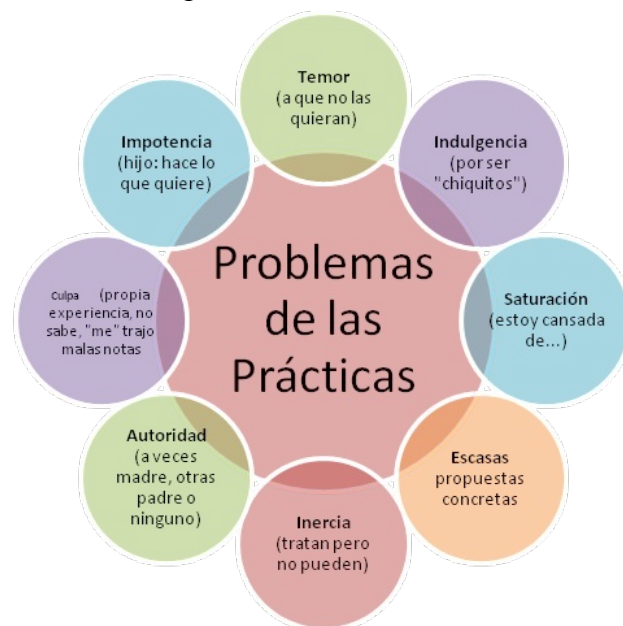 Temor
(a que no las
quieran)
Indulgencia
(por ser
"chiquitos")
Saturación
(estoy cansada
de...)
Escasas
propuestas
concretas
Inercia
(tratan pero
no pueden)
Autoridad
(a veces
madre, otras
padre o
ninguno)
Culpa (propia
experiencia, no
sabe, "me" trajo
malas notas
Impotencia
(hijo: hace lo
que quiere)
Problemas
de las
Prácticas